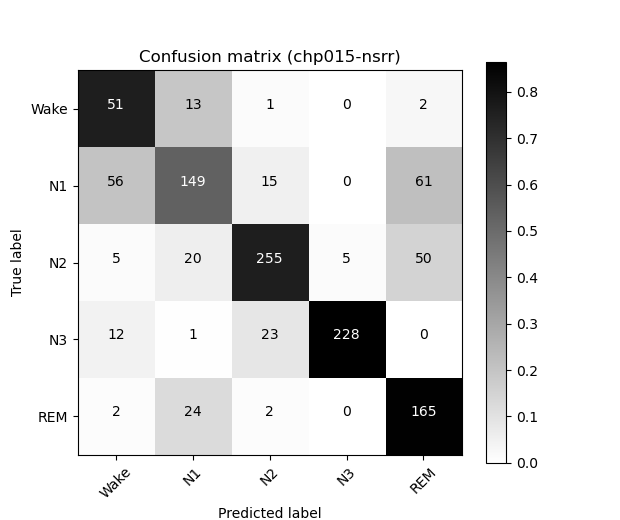 Confusion matrix (chp015-nsrr)
Wake 51 13 1 0 2
N1 56 149 15 0 61
N2 5 20 255 5 50
N3 12 1 23 228 0
REM 2 24 2 0 165
Wake N1 N2 N3 REM
Predicted label
True label
0.8
0.7
0.6
0.5
0.4
0.3
0.2
0.1
0.0